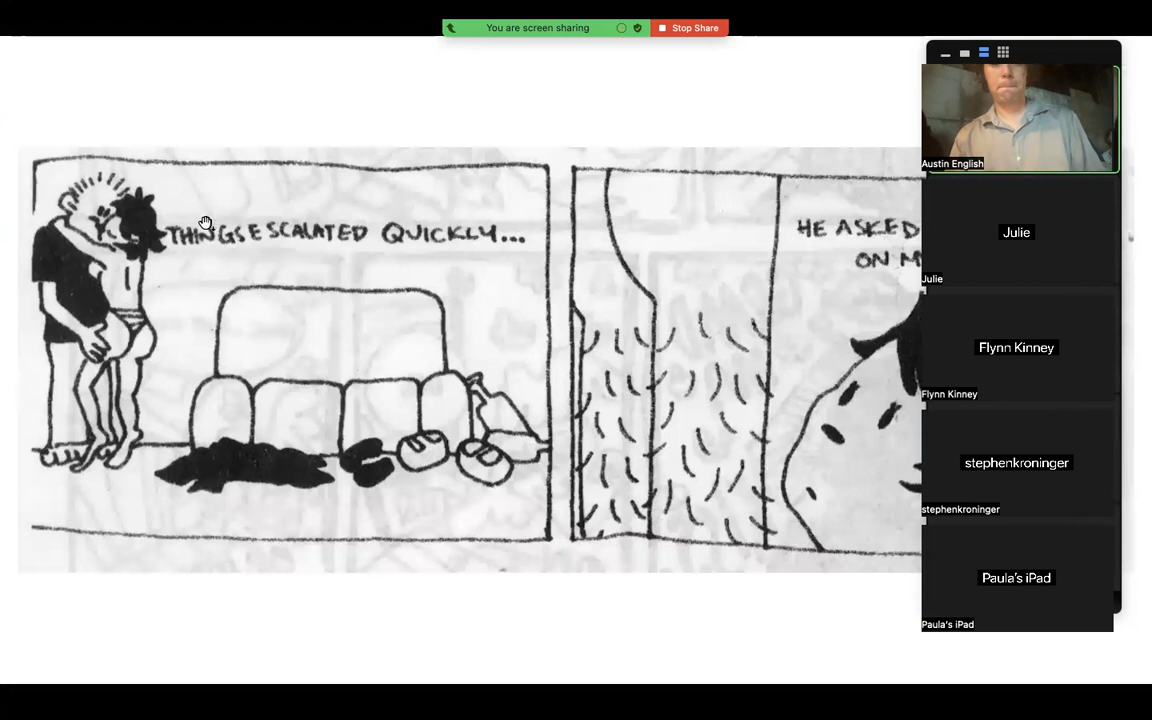 You are screen sharing
Stop Share
THINGS ESCALATED QUICKLY...
HE ASKED
ON M
Austin English
Julie
Julie
Flynn Kinney
Flynn Kinney
stephenkroninger
stephenkroninger
Paula's iPad
Paula's iPad